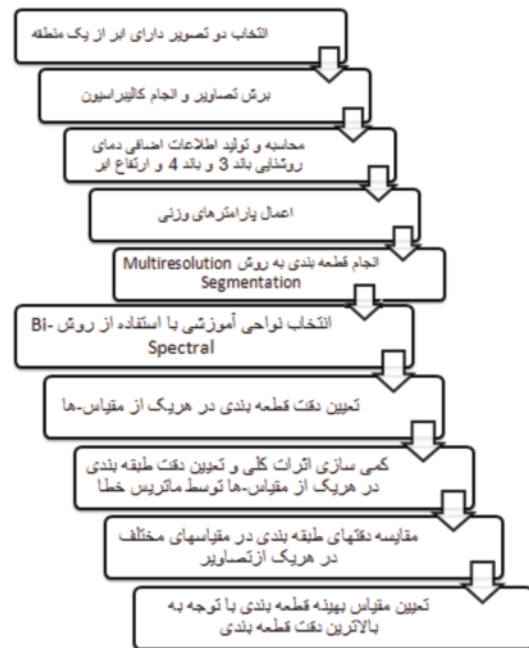 انتخاب دو تصویر دارای ابر از یک منطقه
برش تصاویر و انجام کالیبراسیون
محاسبه و تولید اطلاعات اضافی دمای
روشنایی باند 3 و باند 4 و ارتفاع ابر
اعمال پارامترهای وزنی
انجام قطعه بندی به روش Multiresolution
Segmentation
انتخاب نواحی آموزشی با استفاده از روش Bi-
Spectral
تعیین دقت قطعه بندی در هریک از مقیاس-ها
کمی سازی اثرات کلی و تعیین دقت طبقه بندی
در هریک از مقیاس-ها توسط ماتریس خطا
مقایسه دقتهای طبقه بندی در مقیاسهای مختلف
در هریک ازتصاویر
تعیین مقیاس بهینه قطعه بندی با توجه به
بالاترین دقت قطعه بندی